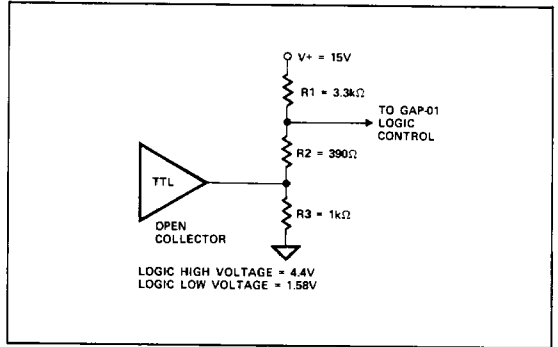 V+ = 15V
R1 = 3.3kΩ
TO GAP-01
LOGIC
CONTROL
R2 = 390Ω
TTL
R3 = 1kΩ
OPEN
COLLECTOR
LOGIC HIGH VOLTAGE = 4.4V
LOGIC LOW VOLTAGE = 1.58V